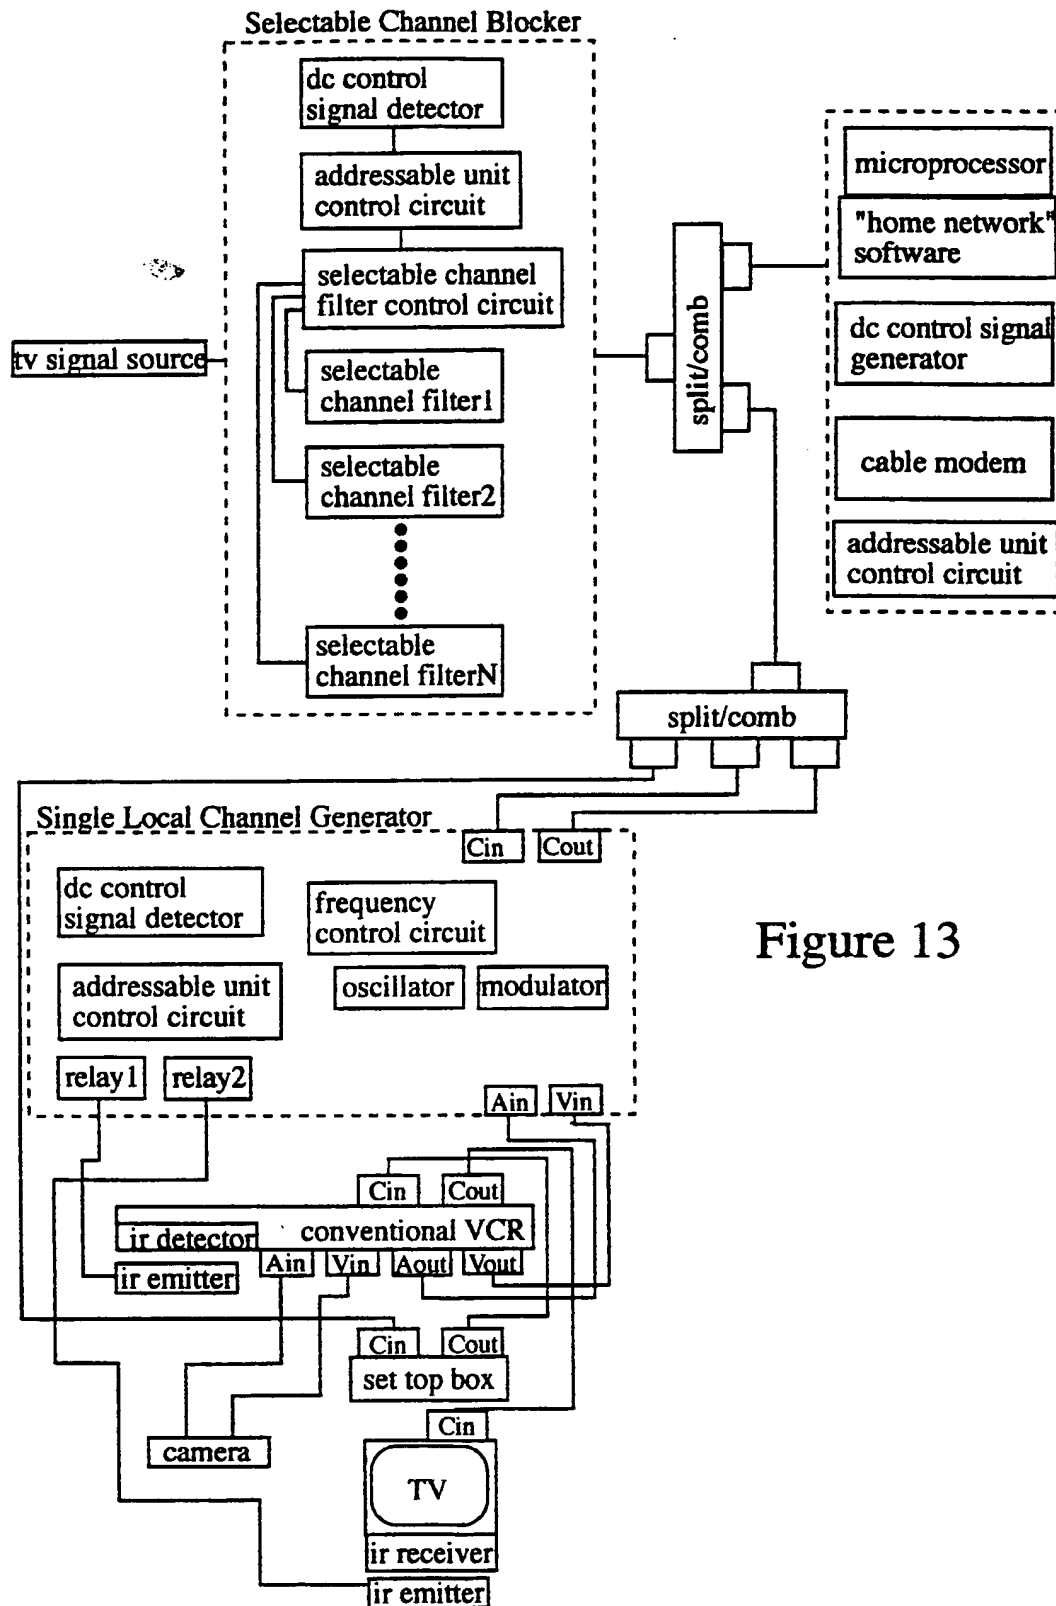 Selectable Channel Blocker
dc control
signal detector
addressable unit
control circuit
selectable channel
filter control circuit
tv signal source
selectable
channel filter1
selectable
channel filter2
selectable
channel filterN
split/comb
microprocessor
"home network"
software
dc control signal
generator
cable modem
addressable unit
control circuit
split/comb
Single Local Channel Generator
Cin
Cout
dc control
signal detector
frequency
control circuit
addressable unit
control circuit
oscillator
modulator
relay1
relay2
Ain
Vin
Figure 13
Cin
Cout
conventional VCR
ir detector
Ain
Vin
Aout
Vout
ir emitter
Cin
Cout
set top box
camera
Cin
TV
ir receiver
ir emitter